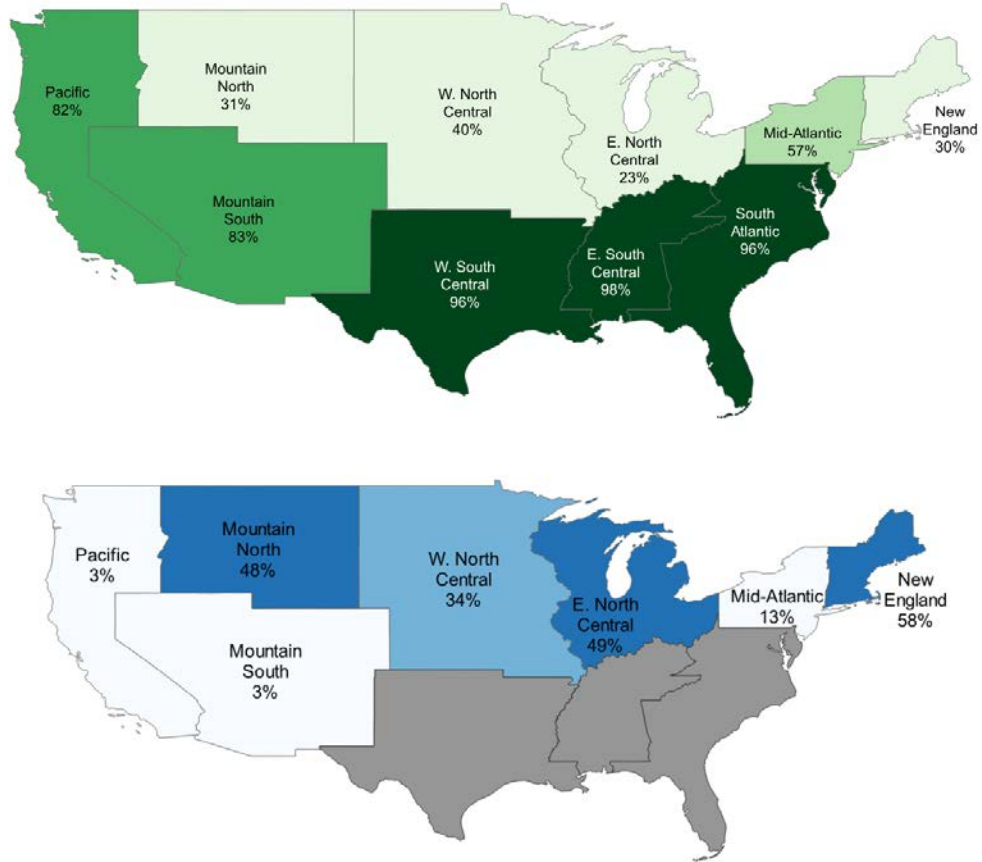 Pacific
82%
Mountain
North
31%
W. North
Central
40%
E. North
Central
23%
Mid-Atlantic
57%
New
England
30%
Mountain
South
83%
W. South
Central
96%
E. South
Central
98%
South
Atlantic
96%
Pacific
3%
Mountain
North
48%
W. North
Central
34%
E. North
Central
49%
Mid-Atlantic
13%
New
England
58%
Mountain
South
3%